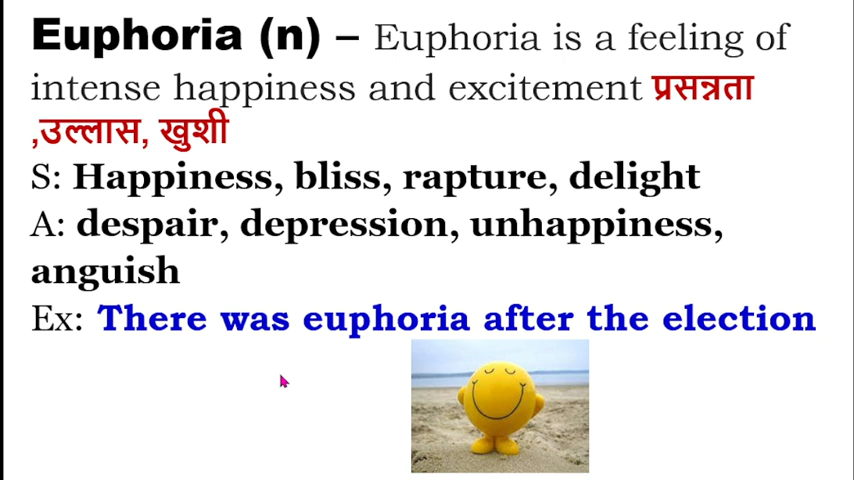 Euphoria (n) – Euphoria is a feeling of
intense happiness and excitement प्रसन्नता
,उल्लास, खुशी
S: Happiness, bliss, rapture, delight
A: despair, depression, unhappiness,
anguish
Ex: There was euphoria after the election